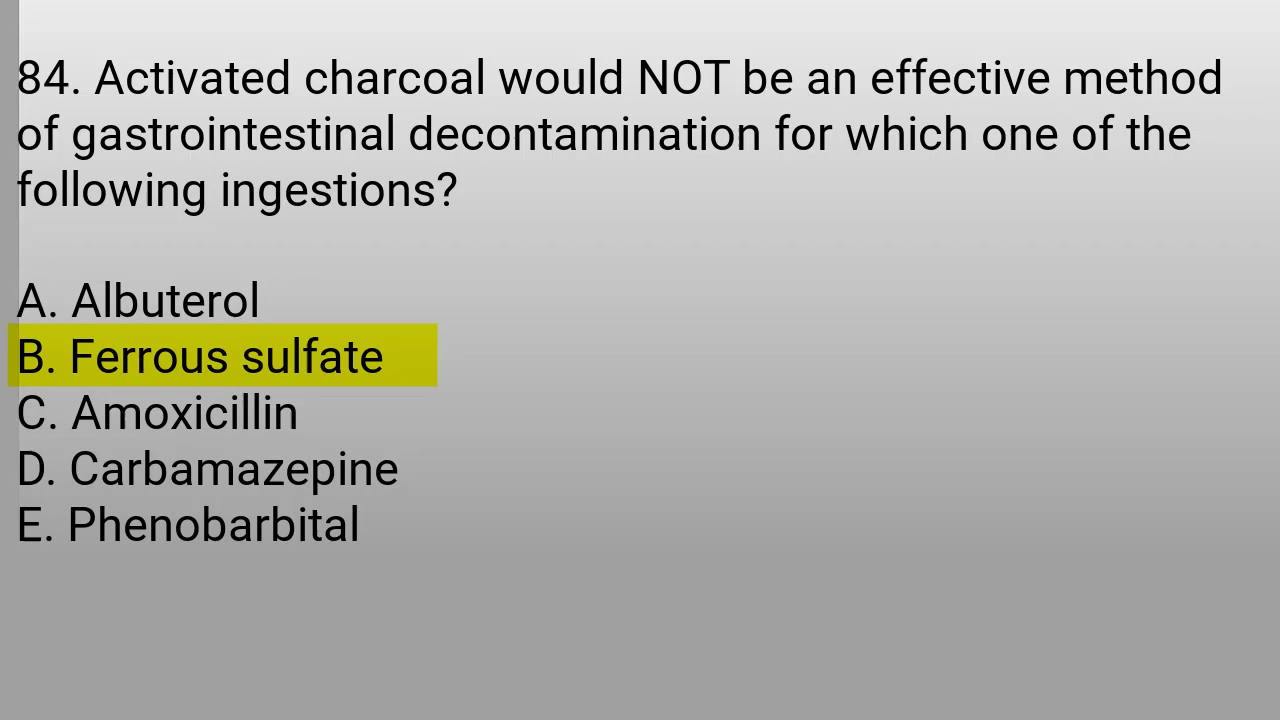 84. Activated charcoal would NOT be an effective method
of gastrointestinal decontamination for which one of the
following ingestions?
A. Albuterol
B. Ferrous sulfate
C. Amoxicillin
D. Carbamazepine
E. Phenobarbital